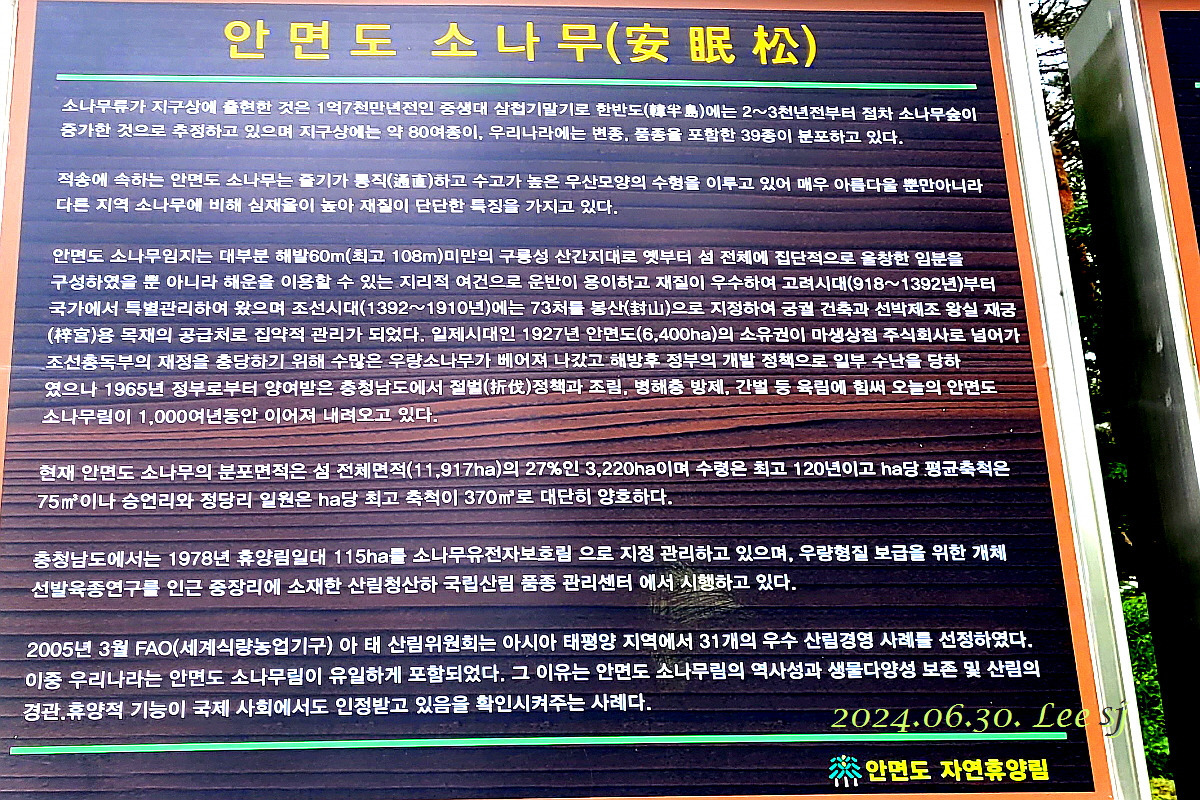 안면도 소나무(安眠松)
소나무류가 지구상에 출현한 것은 1억7천만년전인 중생대 삼첩기말기로 한반도(韓半島)에는 2~3천년전부터 점차 소나무숲이
증가한 것으로 추정하고 있으며 지구상에는 약 80여종이, 우리나라에는 변종, 품종을 포함한 39종이 분포하고 있다.
적송에 속하는 안면도 소나무는 줄기가 통직(通直)하고 수고가 높은 우산모양의 수형을 이루고 있어 매우 아름다울 뿐만아니라
다른 지역 소나무에 비해 심재율이 높아 재질이 단단한 특징을 가지고 있다.
안면도 소나무임지는 대부분 해발60m(최고 108m)미만의 구릉성 산간지대로 옛부터 섬 전체에 집단적으로 울창한 임분을
구성하였을 뿐 아니라 해운을 이용할 수 있는 지리적 여건으로 운반이 용이하고 재질이 우수하여 고려시대(918~1392년)부터
국가에서 특별관리하여 왔으며 조선시대(1392~1910년)에는 73처를 봉산(封山)으로 지정하여 궁궐 건축과 선박제조 왕실 재궁
(梓宮)용 목재의 공급처로 집약적 관리가 되었다. 일제시대인 1927년 안면도(6,400ha)의 소유권이 마생상점 주식회사로 넘어가
조선총독부의 재정을 충당하기 위해 수많은 우량소나무가 베어져 나갔고 해방후 정부의 개발 정책으로 일부 수난을 당하
였으나 1965년 정부로부터 양여받은 충청남도에서 절벌(折伐)정책과 조림, 병해충 방제, 간벌 등 육림에 힘써 오늘의 안면도
소나무림이 1,000여년동안 이어져 내려오고 있다.
현재 안면도 소나무의 분포면적은 섬 전체면적(11,917ha)의 27%인 3,220ha이며 수령은 최고 120년이고 ha당 평균축척은
75㎥이나 승언리와 정당리 일원은 ha당 최고 축척이 370㎥로 대단히 양호하다.
충청남도에서는 1978년 휴양림일대 115ha를 소나무유전자보호림 으로 지정 관리하고 있으며, 우량형질 보급을 위한 개체
선발육종연구를 인근 중장리에 소재한 산림청산하 국립산림 품종 관리센터 에서 시행하고 있다.
2005년 3월 FAO(세계식량농업기구) 아 태 산림위원회는 아시아 태평양 지역에서 31개의 우수 산림경영 사례를 선정하였다.
이중 우리나라는 안면도 소나무림이 유일하게 포함되었다. 그 이유는 안면도 소나무림의 역사성과 생물다양성 보존 및 산림의
경관.휴양적 기능이 국제 사회에서도 인정받고 있음을 확인시켜주는 사례다.
2024.06.30. Lee sj
안면도 자연휴양림